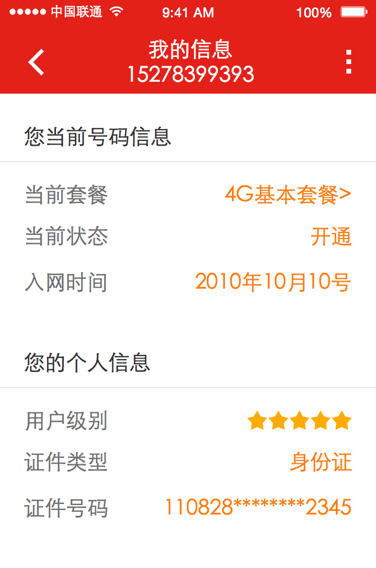 中国联通 9:41 AM 100%
我的信息
15278399393
您当前号码信息
当前套餐 4G基本套餐>
当前状态 开通
入网时间 2010年10月10号
您的个人信息
用户级别
证件类型 身份证
证件号码 110828********2345